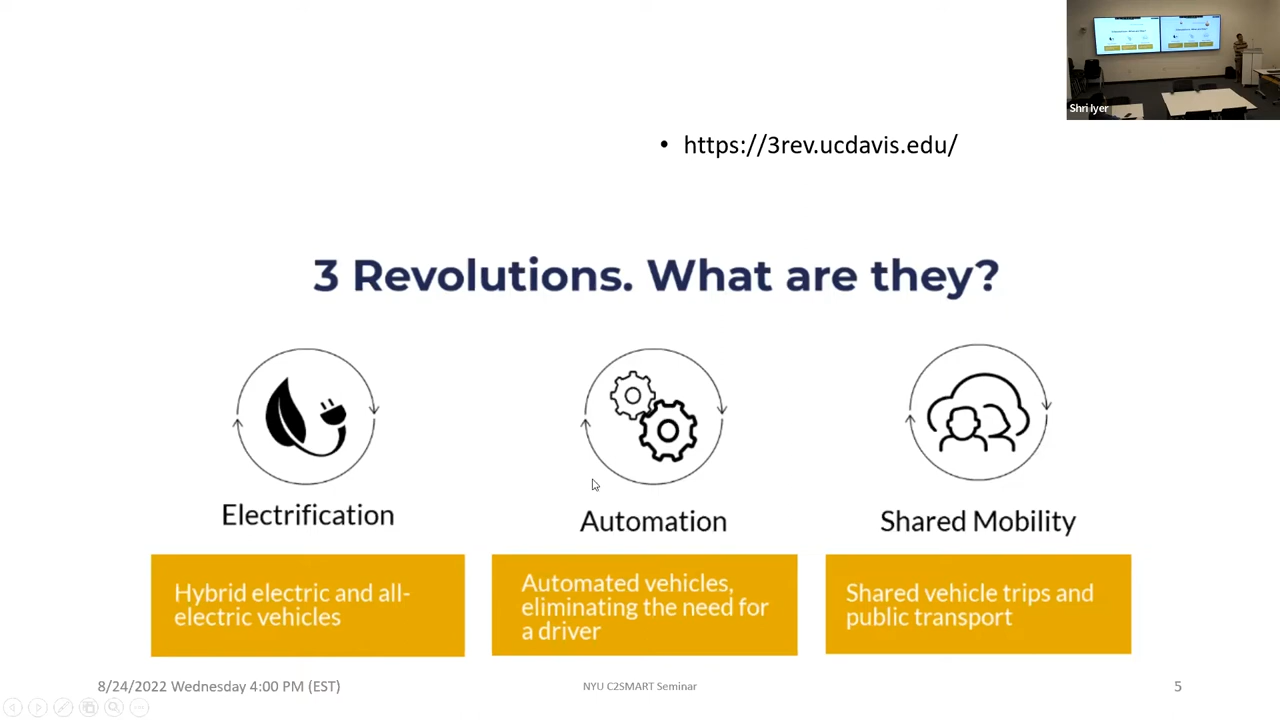 Shri Iyer
• https://3rev.ucdavis.edu/
3 Revolutions. What are they?
Electrification
Automation
Shared Mobility
Hybrid electric and all-
electric vehicles
Automated vehicles,
eliminating the need for
a driver
Shared vehicle trips and
public transport
8/24/2022 Wednesday 4:00 PM (EST)
NYU C2SMART Seminar
5